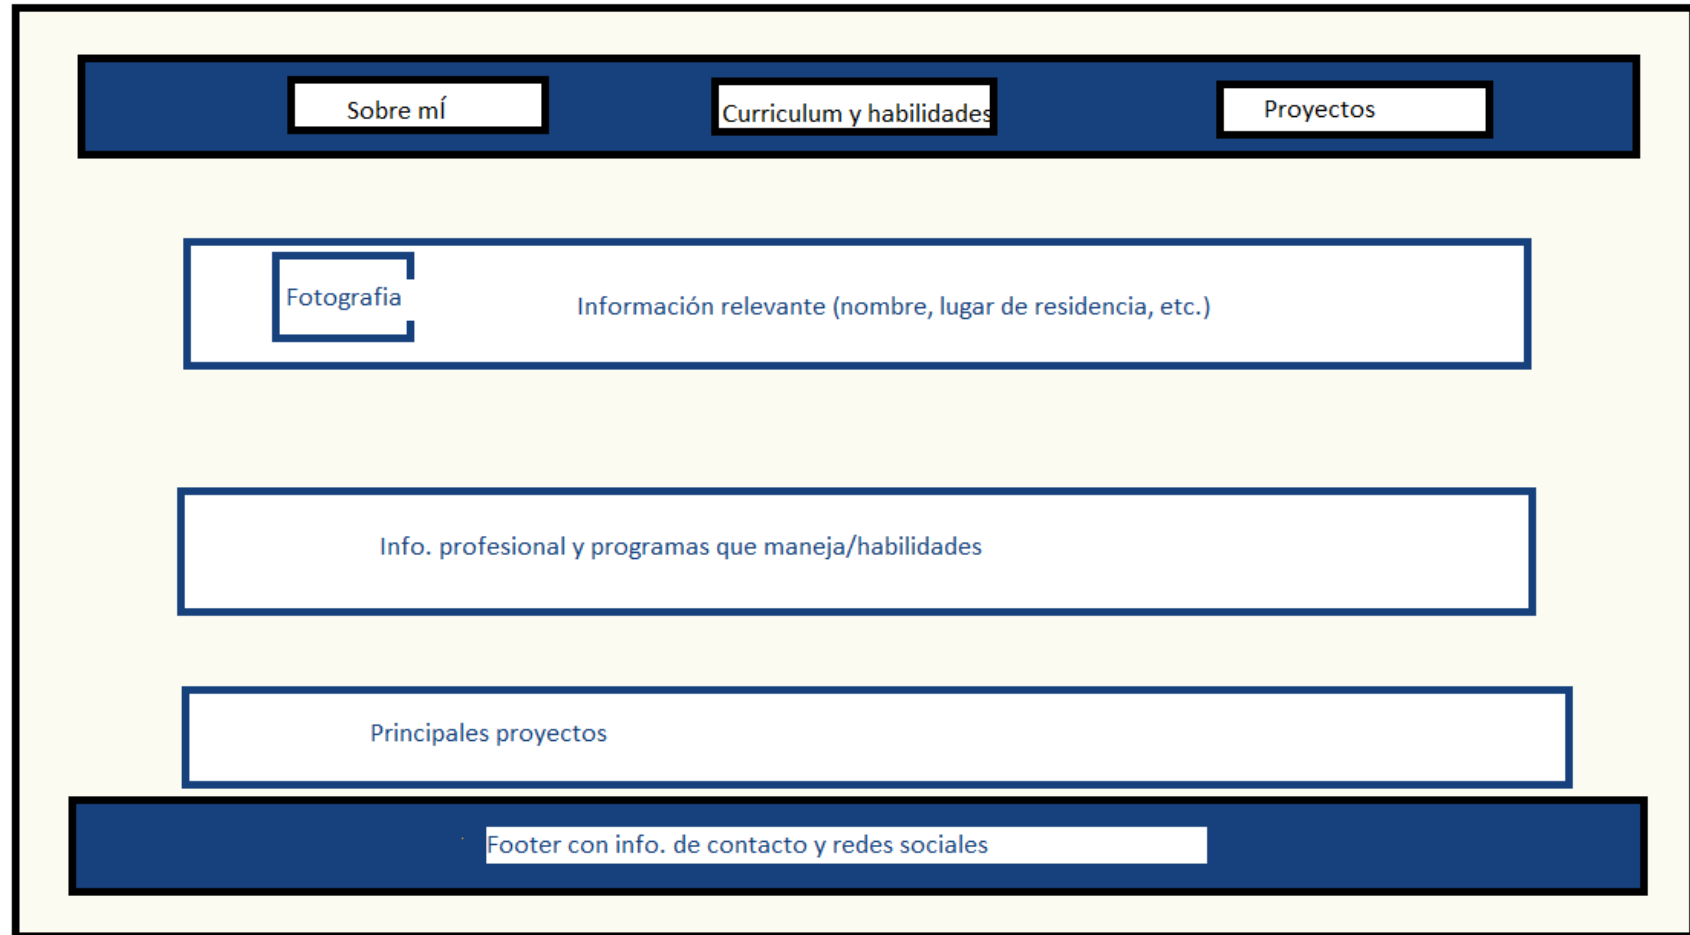 Sobre mÍ
Curriculum y habilidades
Proyectos
Fotografia
Información relevante (nombre, lugar de residencia, etc.)
Info. profesional y programas que maneja/habilidades
Principales proyectos
Footer con info. de contacto y redes sociales